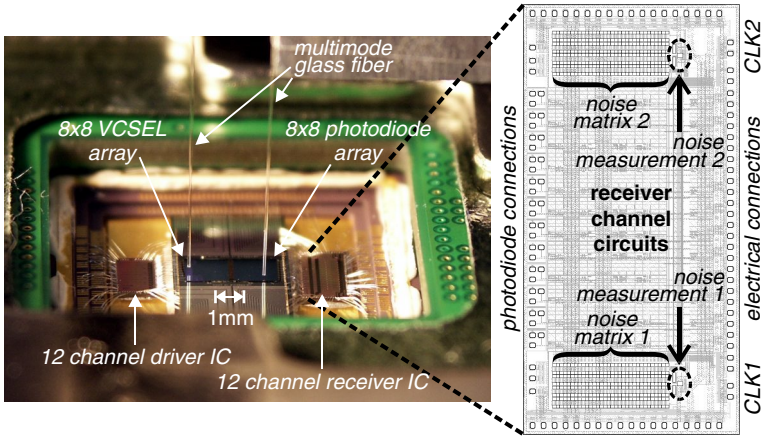 multimode
glass fiber
8x8 VCSEL
array
8x8 photodiode
array
1mm
12 channel driver IC
12 channel receiver IC
photodiode connections
noise
matrix 2
noise
measurement 2
receiver
channel
circuits
noise
measurement 1
noise
matrix 1
CLK2
electrical connections
CLK1